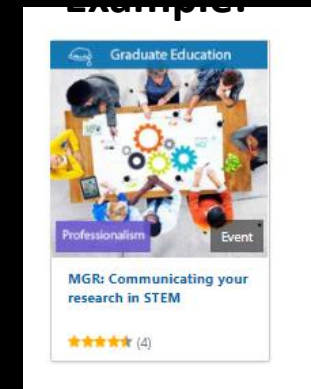 Example:
Graduate Education
Professionalism
Event
MGR: Communicating your
research in STEM
(4)